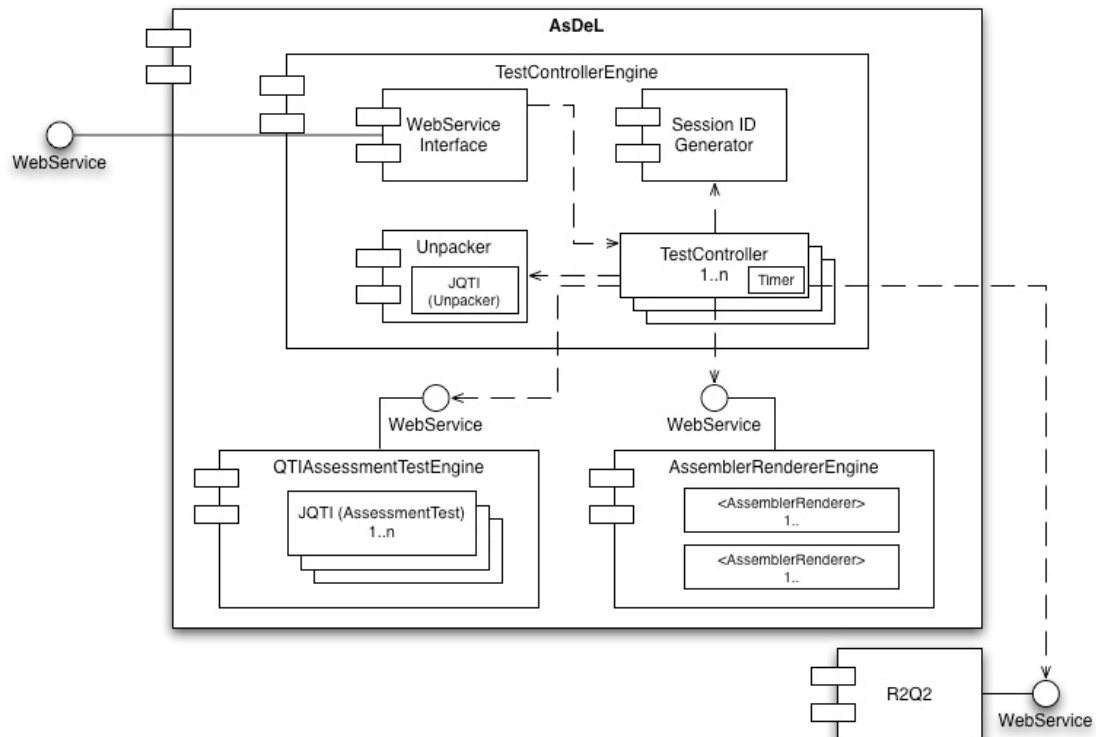 AsDeL
TestControllerEngine
WebService
Interface
Session ID
Generator
WebService
Unpacker
JQTI
(Unpacker)
TestController
1..n
Timer
WebService
WebService
QTIAssessmentTestEngine
JQTI (AssessmentTest)
1..n
AssemblerRendererEngine
<AssemblerRenderer>
1..
<AssemblerRenderer>
1..
R2Q2
WebService